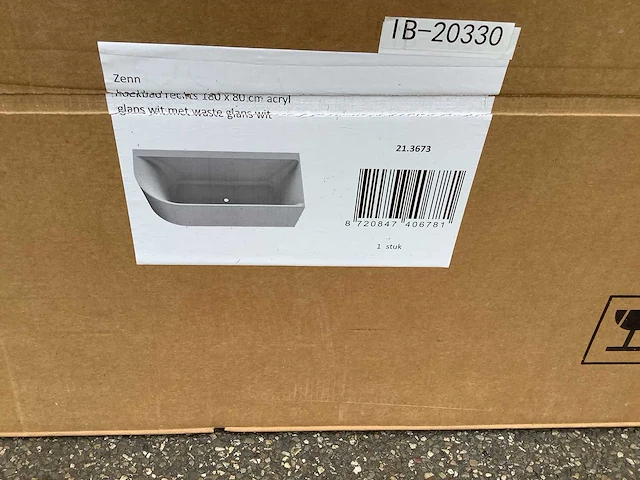 IB-20330
Zenn
hoekbad rechts 180 x 80 cm acryl
glans wit met waste glans wit
21.3673
8 720847 406781
1 stuk